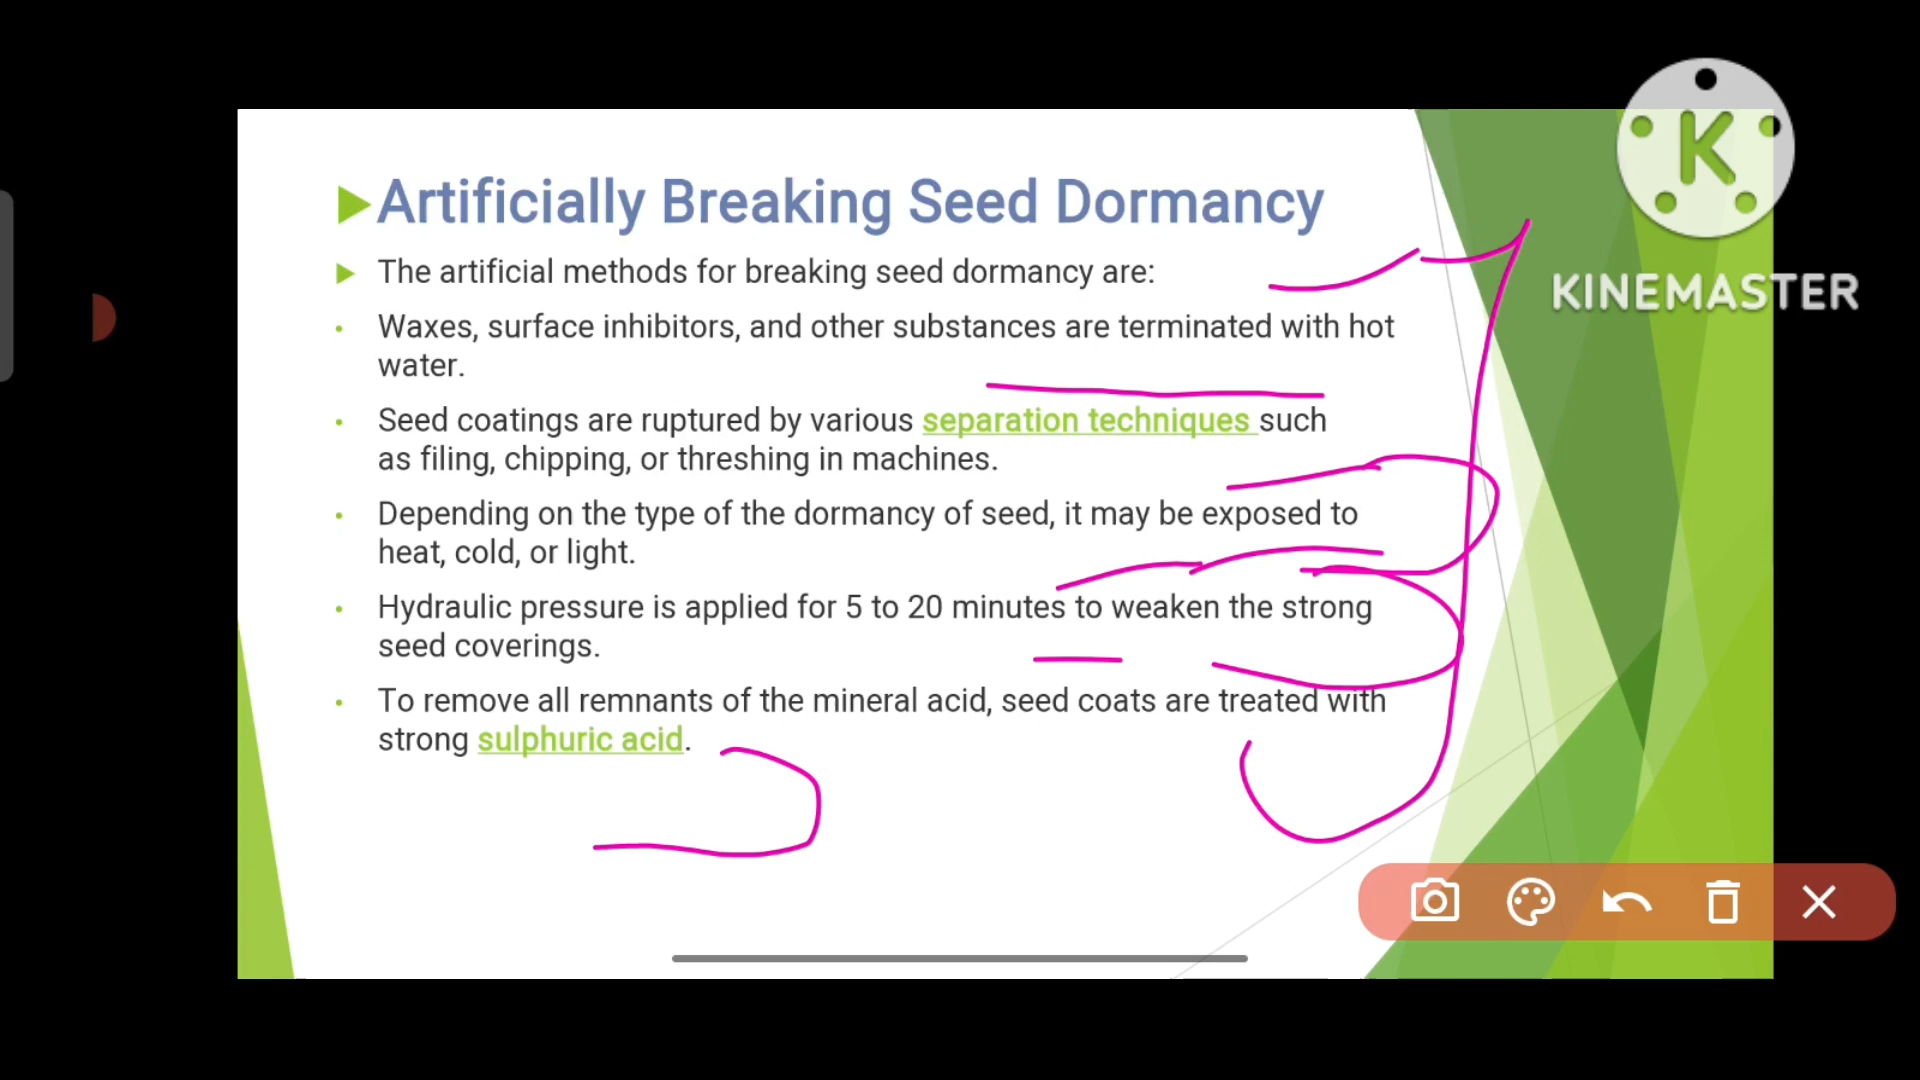 Artificially Breaking Seed Dormancy
The artificial methods for breaking seed dormancy are:
Waxes, surface inhibitors, and other substances are terminated with hot
water.
Seed coatings are ruptured by various separation techniques such
as filing, chipping, or threshing in machines.
Depending on the type of the dormancy of seed, it may be exposed to
heat, cold, or light.
Hydraulic pressure is applied for 5 to 20 minutes to weaken the strong
seed coverings.
To remove all remnants of the mineral acid, seed coats are treated with
strong sulphuric acid.
K
KINEMASTER